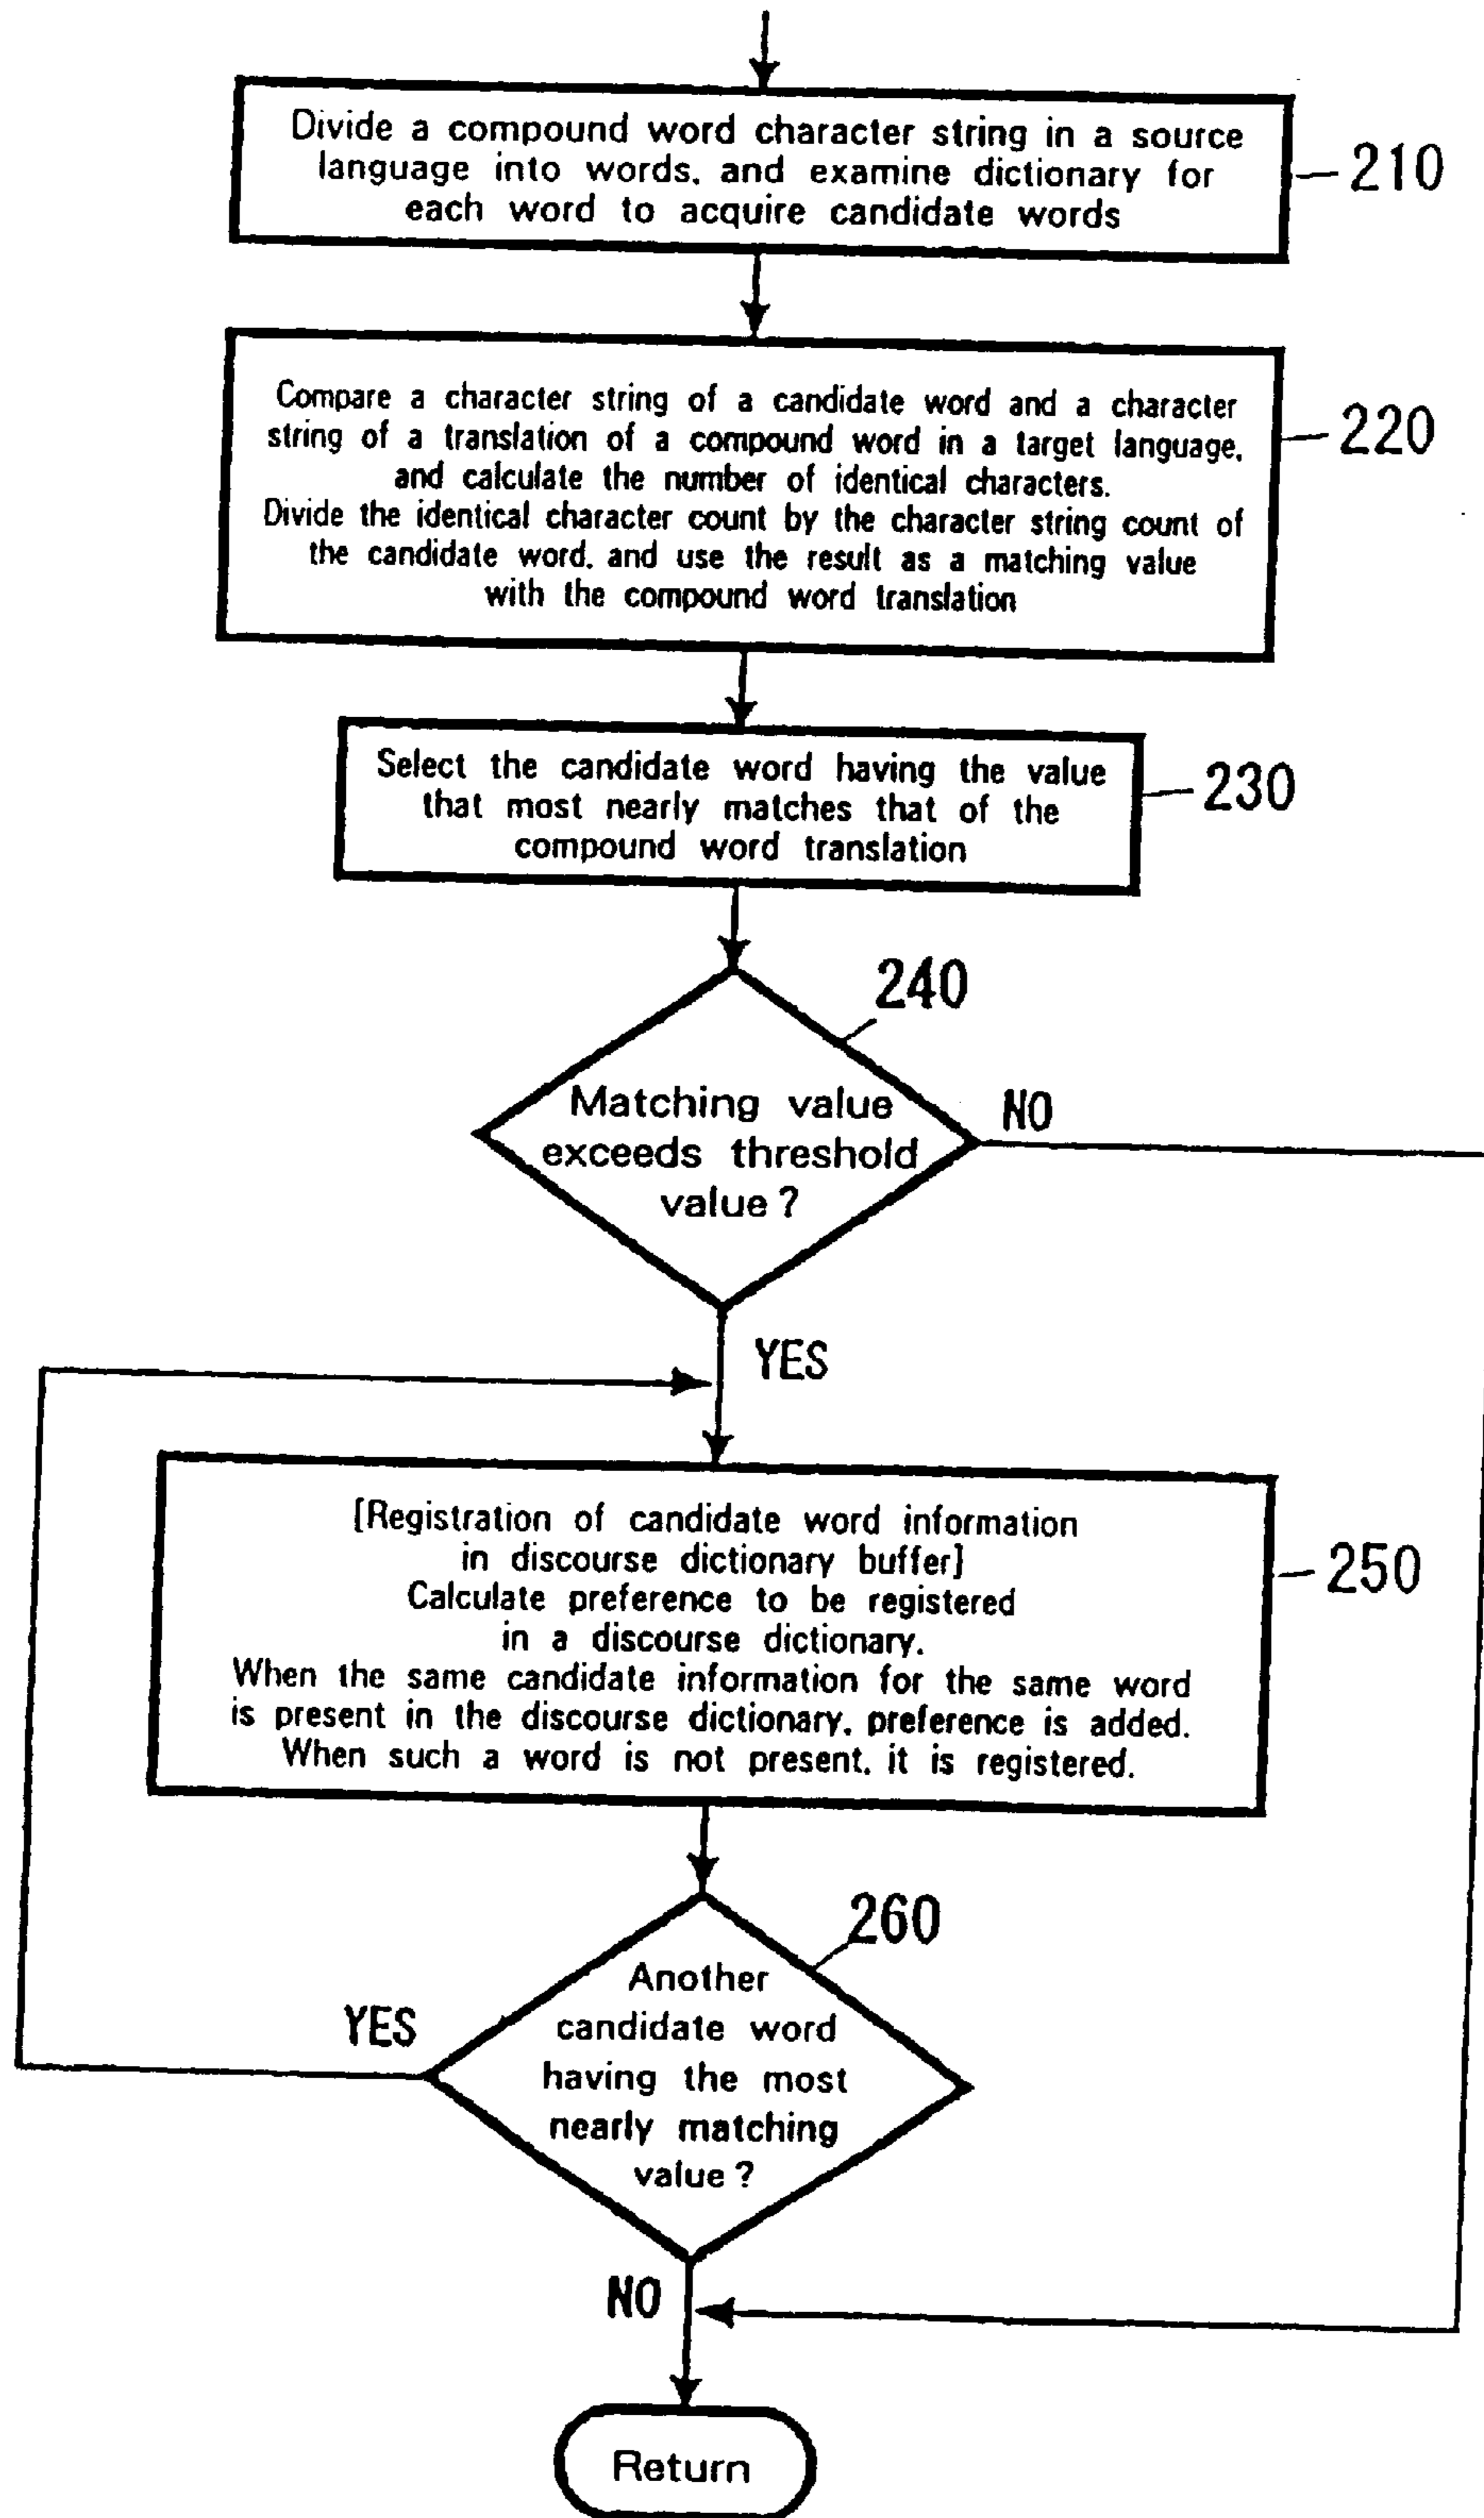 Divide a compound word character string in a source
language into words, and examine dictionary for
each word to acquire candidate words
210
Compare a character string of a candidate word and a character
string of a translation of a compound word in a target language,
and calculate the number of identical characters.
Divide the identical character count by the character string count of
the candidate word, and use the result as a matching value
with the compound word translation
220
Select the candidate word having the value
that most nearly matches that of the
compound word translation
230
240
Matching value
exceeds threshold
value?
NO
YES
[Registration of candidate word information
in discourse dictionary buffer]
Calculate preference to be registered
in a discourse dictionary.
When the same candidate information for the same word
is present in the discourse dictionary, preference is added.
When such a word is not present, it is registered.
250
260
Another
candidate word
having the most
nearly matching
value?
YES
NO
Return